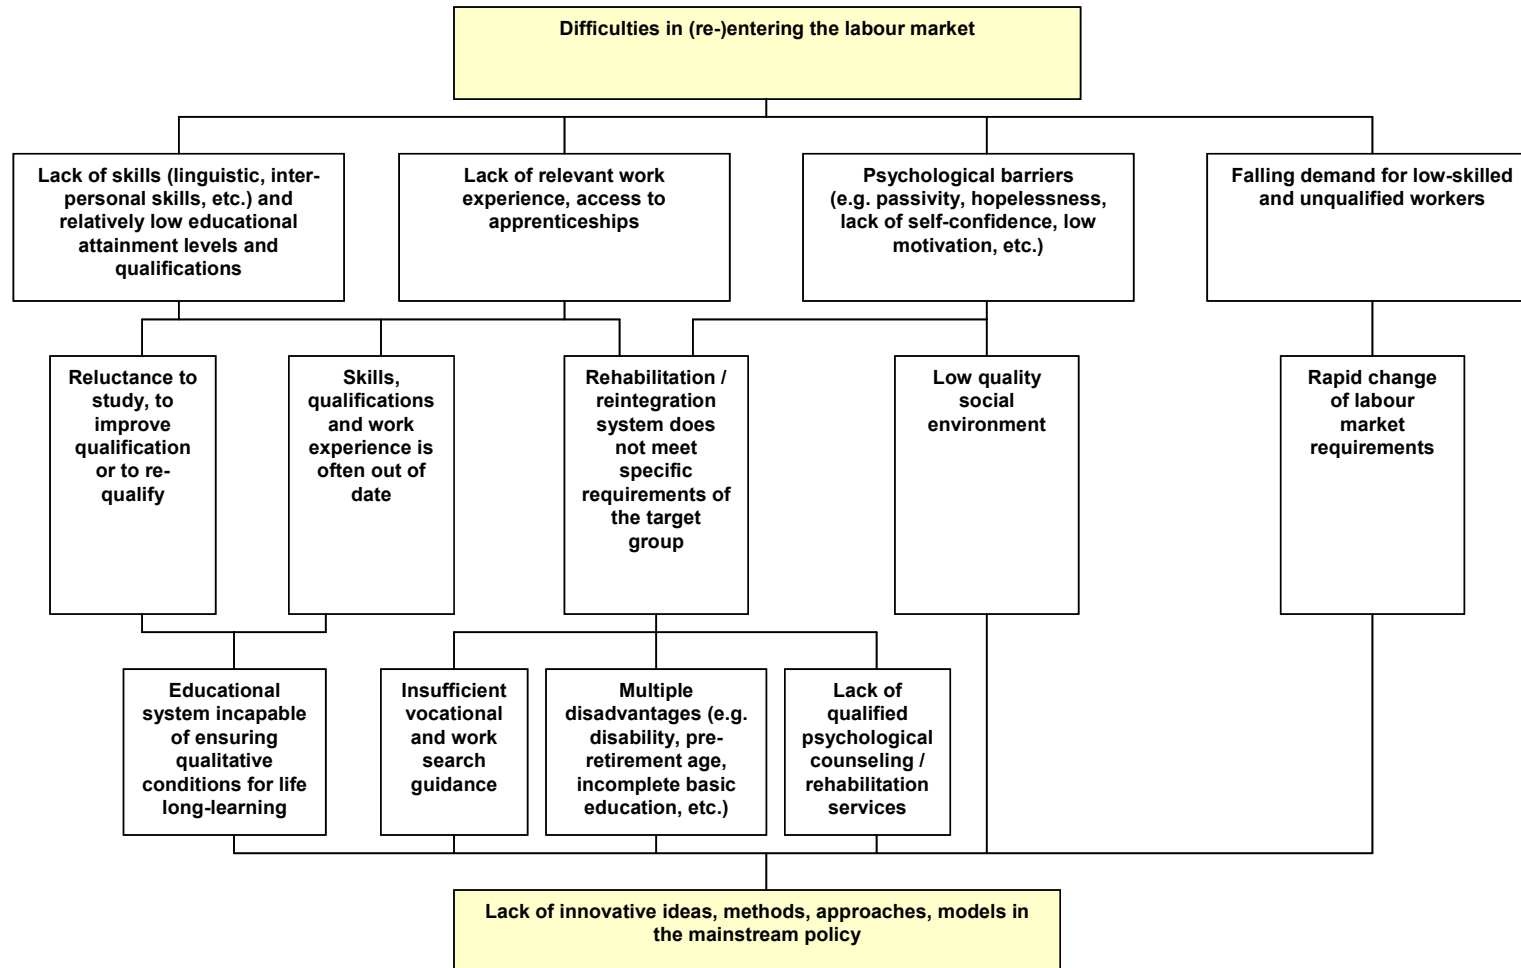 Difficulties in (re-)entering the labour market
Lack of skills (linguistic, inter-
personal skills, etc.) and
relatively low educational
attainment levels and
qualifications
Lack of relevant work
experience, access to
apprenticeships
Psychological barriers
(e.g. passivity, hopelessness,
lack of self-confidence, low
motivation, etc.)
Falling demand for low-skilled
and unqualified workers
Reluctance to
study, to
improve
qualification
or to re-
qualify
Skills,
qualifications
and work
experience is
often out of
date
Rehabilitation /
reintegration
system does
not meet
specific
requirements of
the target
group
Low quality
social
environment
Rapid change
of labour
market
requirements
Educational
system incapable
of ensuring
qualitative
conditions for life
long-learning
Insufficient
vocational
and work
search
guidance
Multiple
disadvantages (e.g.
disability, pre-
retirement age,
incomplete basic
education, etc.)
Lack of
qualified
psychological
counseling /
rehabilitation
services
Lack of innovative ideas, methods, approaches, models in
the mainstream policy